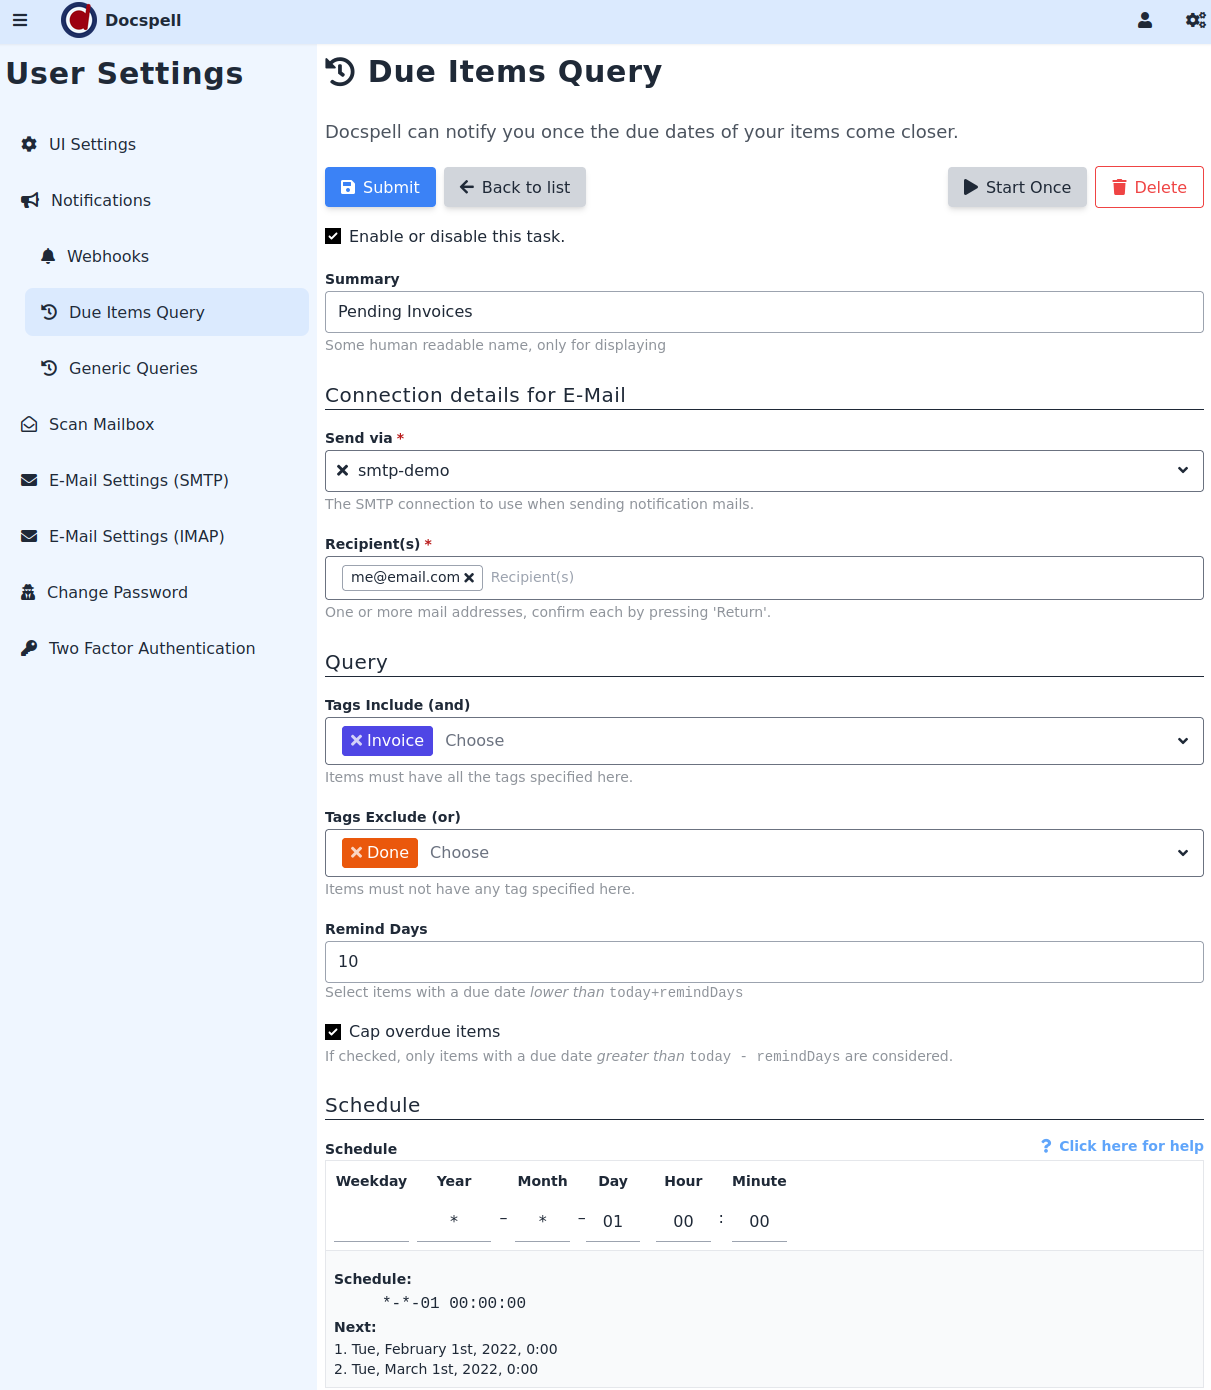 Docspell
User Settings
UI Settings
Notifications
Webhooks
Due Items Query
Generic Queries
Scan Mailbox
E-Mail Settings (SMTP)
E-Mail Settings (IMAP)
Change Password
Two Factor Authentication
Due Items Query
Docspell can notify you once the due dates of your items come closer.
Submit Back to list Start Once Delete
Enable or disable this task.
Summary
Pending Invoices
Some human readable name, only for displaying
Connection details for E-Mail
Send via *
smtp-demo
The SMTP connection to use when sending notification mails.
Recipient(s) *
me@email.com Recipient(s)
One or more mail addresses, confirm each by pressing 'Return'.
Query
Tags Include (and)
Invoice Choose
Items must have all the tags specified here.
Tags Exclude (or)
Done Choose
Items must not have any tag specified here.
Remind Days
10
Select items with a due date lower than today+remindDays
Cap overdue items
If checked, only items with a due date greater than today - remindDays are considered.
Schedule
Schedule ? Click here for help
Weekday Year Month Day Hour Minute
* – * – 01 00 : 00
Schedule:
*-*-01 00:00:00
Next:
1. Tue, February 1st, 2022, 0:00
2. Tue, March 1st, 2022, 0:00